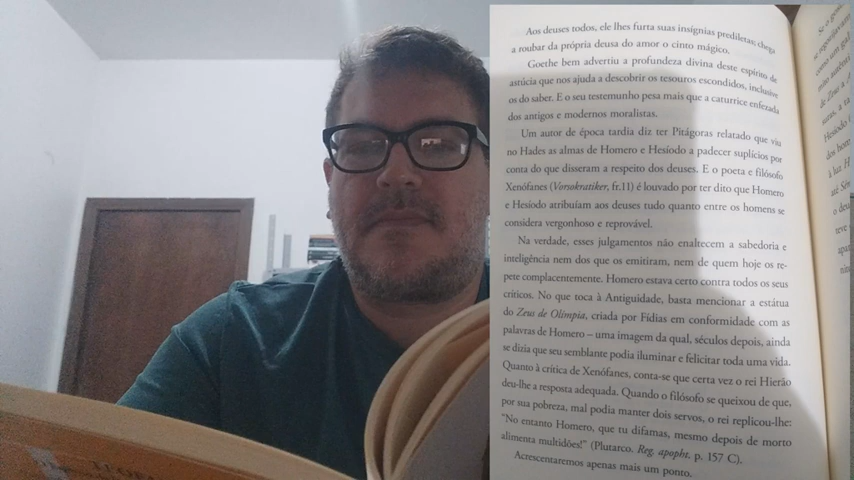 Aos deuses todos, ele lhes furta suas insígnias prediletas; chega
a roubar da própria deusa do amor o cinto mágico.
Goethe bem advertiu a profundeza divina deste espírito de
astúcia que nos ajuda a descobrir os tesouros escondidos, inclusive
os do saber. E o seu testemunho pesa mais que a caturrice enfezada
dos antigos e modernos moralistas.
Um autor de época tardia diz ter Pitágoras relatado que viu
no Hades as almas de Homero e Hesíodo a padecer suplícios por
conta do que disseram a respeito dos deuses. E o poeta e filósofo
Xenófanes (Vorsokratiker, fr.11) é louvado por ter dito que Homero
e Hesíodo atribuíam aos deuses tudo quanto entre os homens se
considera vergonhoso e reprovável.
Na verdade, esses julgamentos não enaltecem a sabedoria e
inteligência nem dos que os emitiram, nem de quem hoje os re-
pete complacentemente. Homero estava certo contra todos os seus
críticos. No que toca à Antiguidade, basta mencionar a estátua
do Zeus de Olímpia, criada por Fídias em conformidade com as
palavras de Homero – uma imagem da qual, séculos depois, ainda
se dizia que seu semblante podia iluminar e felicitar toda uma vida.
Quanto à crítica de Xenófanes, conta-se que certa vez o rei Hierão
deu-lhe a resposta adequada. Quando o filósofo se queixou de que,
por sua pobreza, mal podia manter dois servos, o rei replicou-lhe:
"No entanto Homero, que tu difamas, mesmo depois de morto
alimenta multidões!" (Plutarco. Reg. apopht. p. 157 C).
Acrescentaremos apenas mais um ponto.